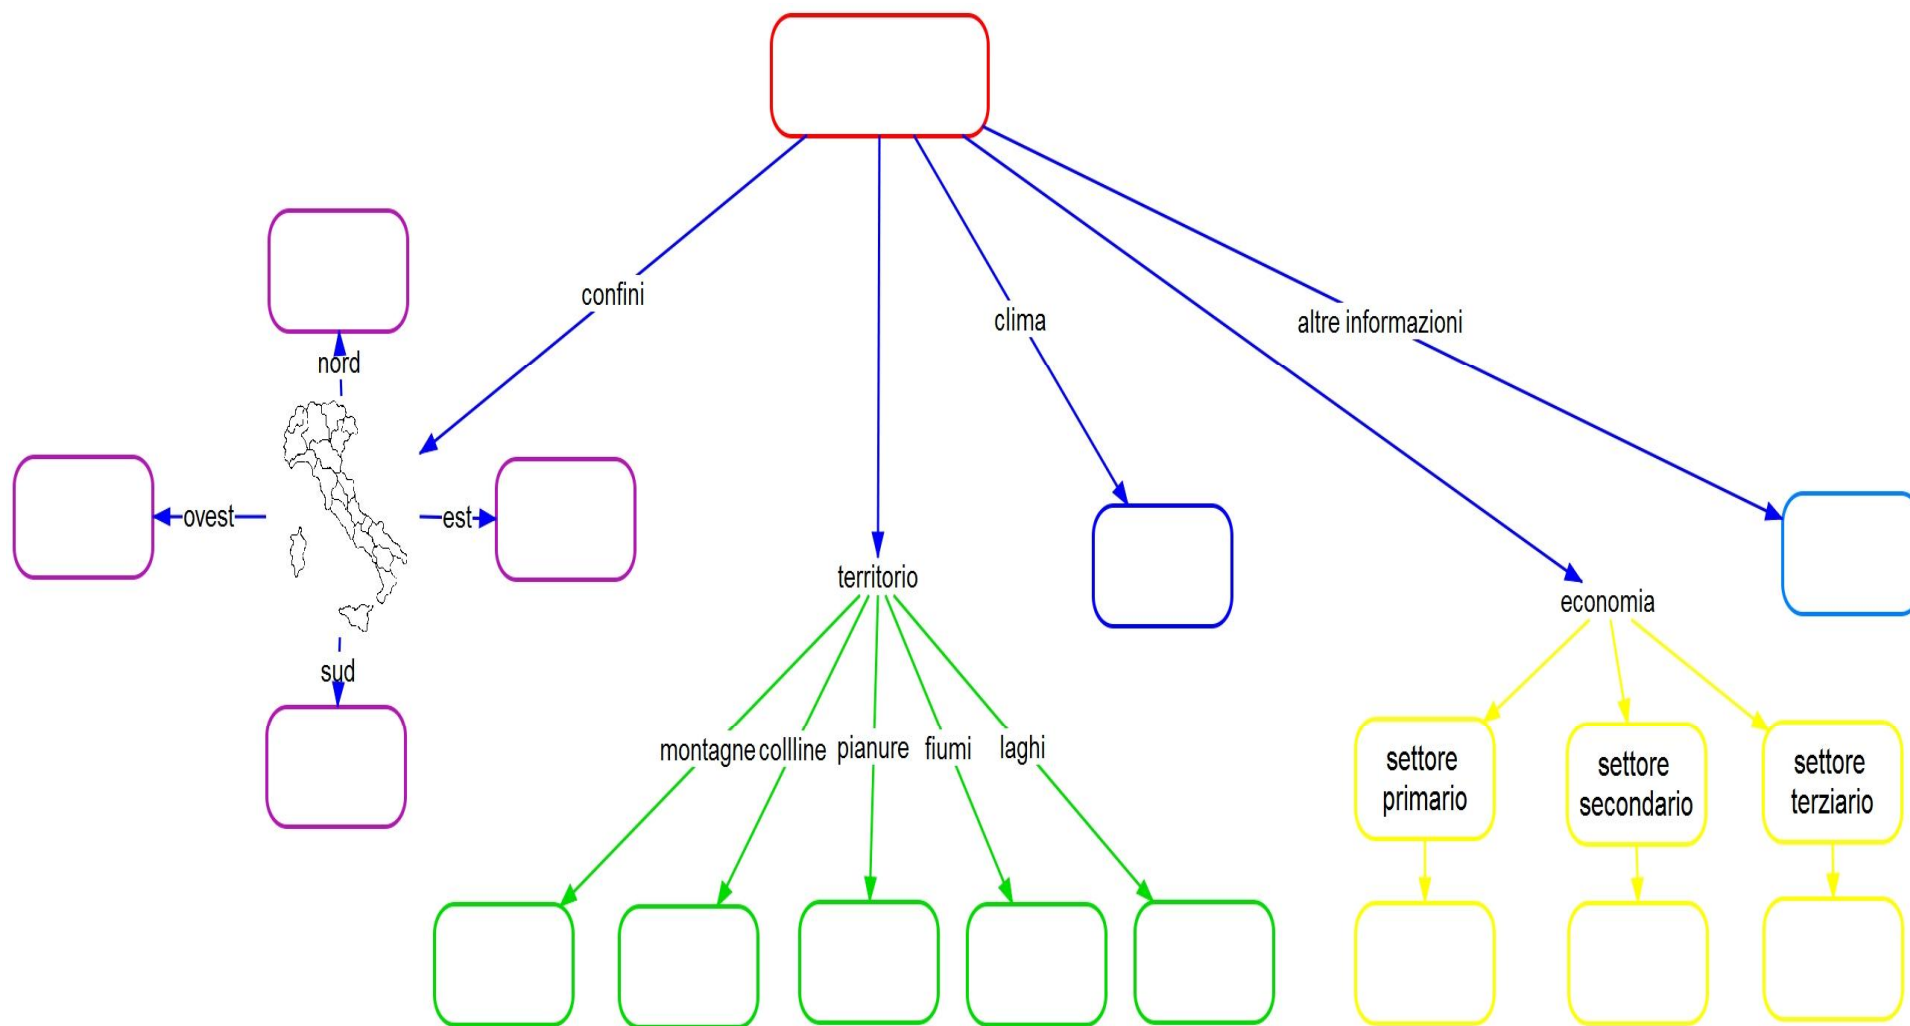 confini
clima
altre informazioni
nord
ovest
est
territorio
economia
sud
montagne
collline
pianure
fiumi
laghi
settore
primario
settore
secondario
settore
terziario